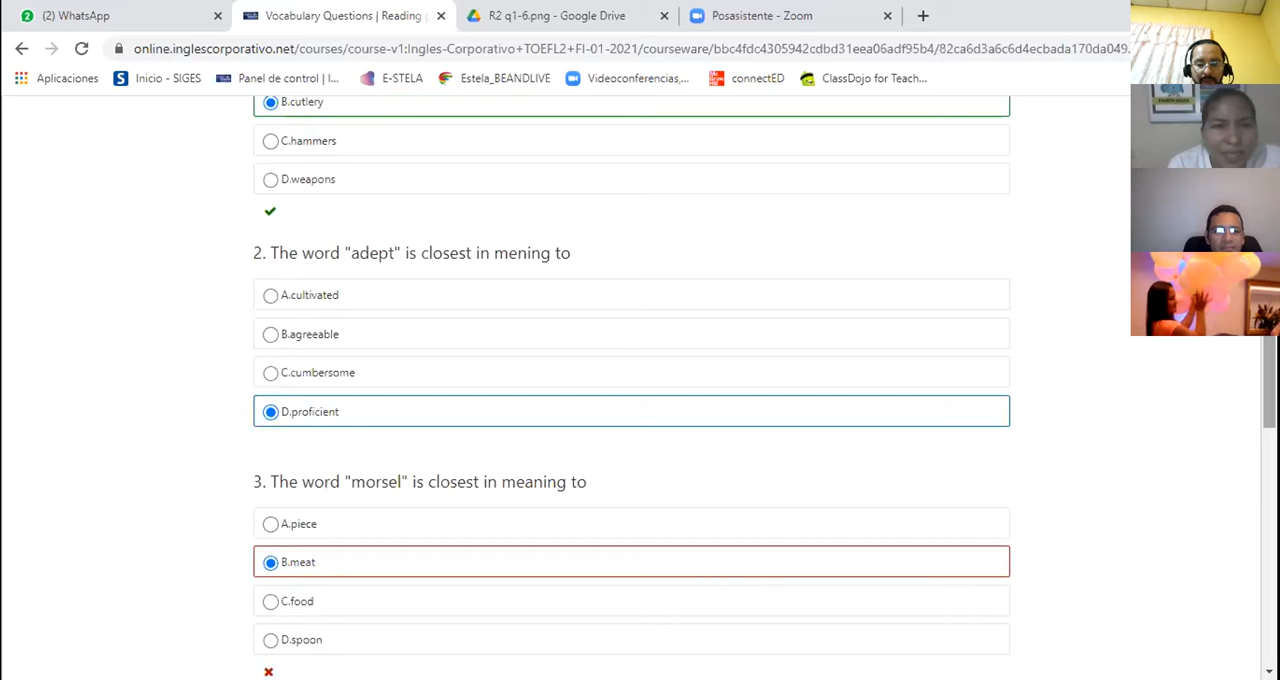 (2) WhatsApp
Vocabulary Questions | Reading
R2 q1-6.png - Google Drive
Posasistente - Zoom
online.inglescorporativo.net/courses/course-v1:Ingles-Corporativo+TOEFL2+FI-01-2021/courseware/bbc4fdc4305942cdbd31eea06adf95b4/82ca6d3a6c6d4ecbada170da049...
Aplicaciones
Inicio - SIGES
Panel de control | I...
E-STELA
Estela_BEANDLIVE
Videoconferencias,...
connectED
ClassDojo for Teach...
B.cutlery
C.hammers
D.weapons
2. The word "adept" is closest in mening to
A.cultivated
B.agreeable
C.cumbersome
D.proficient
3. The word "morsel" is closest in meaning to
A.piece
B.meat
C.food
D.spoon